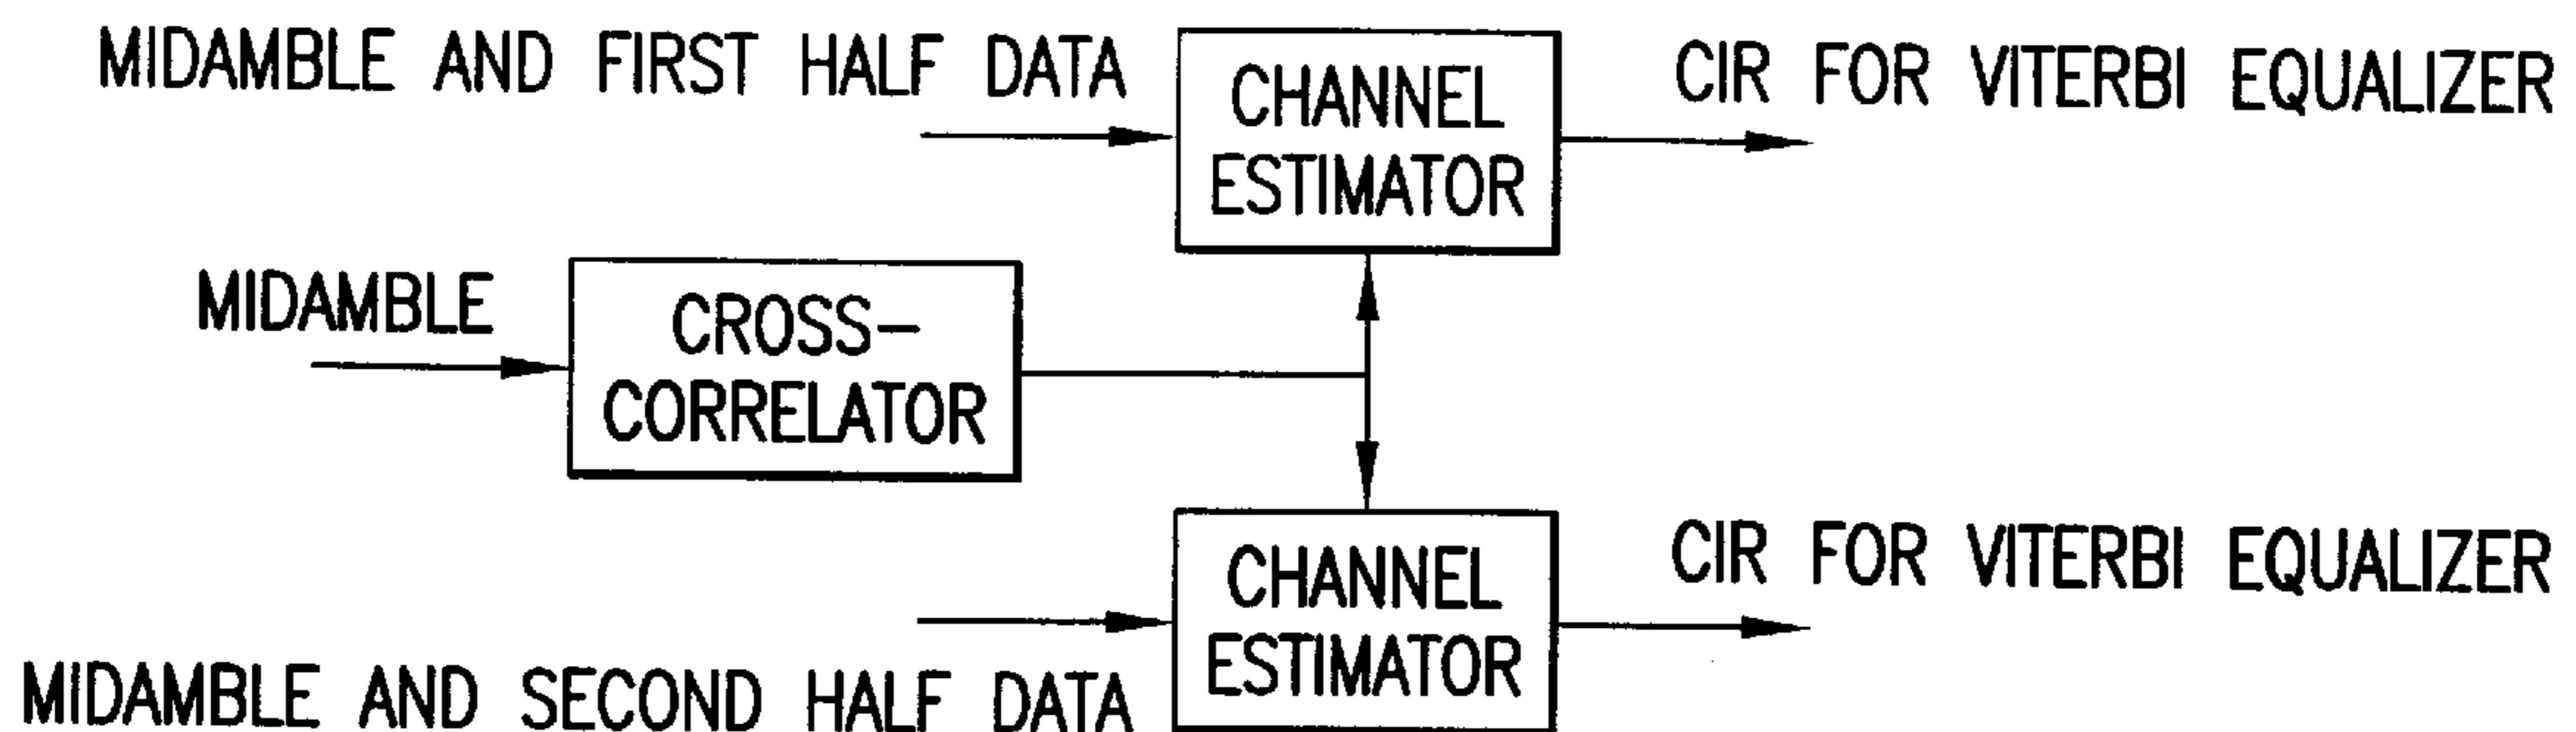 MIDAMBLE AND FIRST HALF DATA
CHANNEL
ESTIMATOR
CIR FOR VITERBI EQUALIZER
MIDAMBLE
CROSS-
CORRELATOR
CHANNEL
ESTIMATOR
CIR FOR VITERBI EQUALIZER
MIDAMBLE AND SECOND HALF DATA